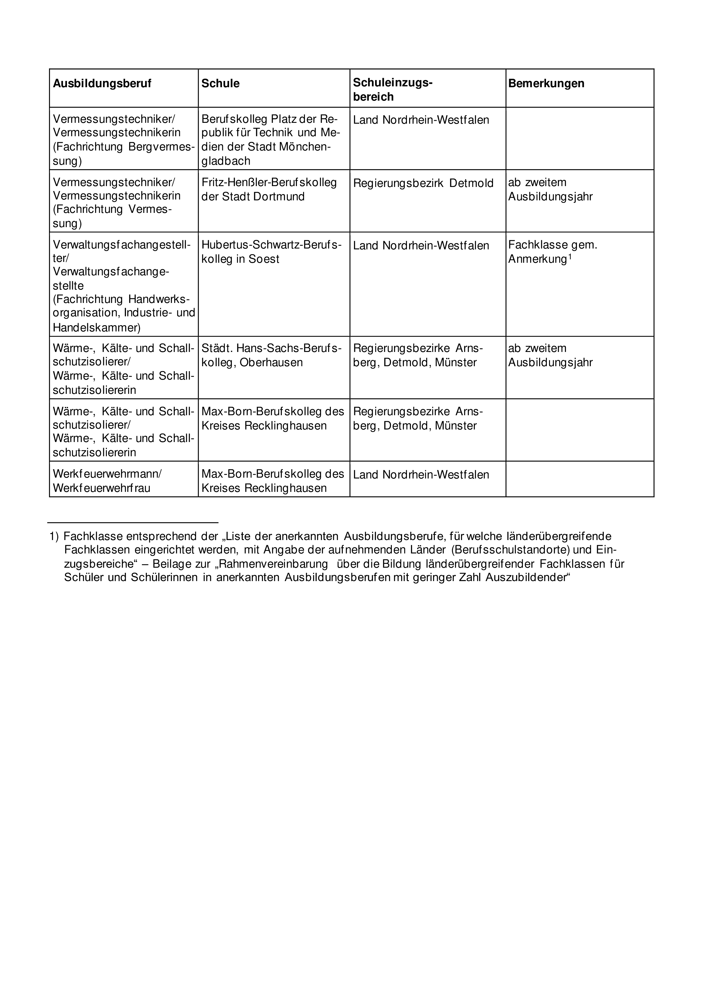 Ausbildungsberuf
Schule
Schuleinzugs-
bereich
Bemerkungen
Vermessungstechniker/
Vermessungstechnikerin
(Fachrichtung Bergvermes-
sung)
Berufskolleg Platz der Re-
publik für Technik und Me-
dien der Stadt Mönchen-
gladbach
Land Nordrhein-Westfalen
Vermessungstechniker/
Vermessungstechnikerin
(Fachrichtung Vermes-
sung)
Fritz-Henßler-Berufskolleg
der Stadt Dortmund
Regierungsbezirk Detmold
ab zweitem
Ausbildungsjahr
Verwaltungsfachangestell-
ter/
Verwaltungsfachange-
stellte
(Fachrichtung Handwerks-
organisation, Industrie- und
Handelskammer)
Hubertus-Schwartz-Berufs-
kolleg in Soest
Land Nordrhein-Westfalen
Fachklasse gem.
Anmerkung¹
Wärme-, Kälte- und Schall-
schutzisolierer/
Wärme-, Kälte- und Schall-
schutzisoliererin
Städt. Hans-Sachs-Berufs-
kolleg, Oberhausen
Regierungsbezirke Arns-
berg, Detmold, Münster
ab zweitem
Ausbildungsjahr
Wärme-, Kälte- und Schall-
schutzisolierer/
Wärme-, Kälte- und Schall-
schutzisoliererin
Max-Born-Berufskolleg des
Kreises Recklinghausen
Regierungsbezirke Arns-
berg, Detmold, Münster
Werkfeuerwehrmann/
Werkfeuerwehrfrau
Max-Born-Berufskolleg des
Kreises Recklinghausen
Land Nordrhein-Westfalen
1) Fachklasse entsprechend der „Liste der anerkannten Ausbildungsberufe, für welche länderübergreifende
Fachklassen eingerichtet werden, mit Angabe der aufnehmenden Länder (Berufsschulstandorte) und Ein-
zugsbereiche“ – Beilage zur „Rahmenvereinbarung über die Bildung länderübergreifender Fachklassen für
Schüler und Schülerinnen in anerkannten Ausbildungsberufen mit geringer Zahl Auszubildender“